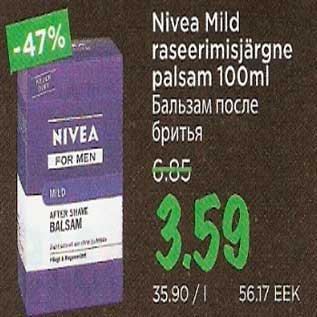 -47%
Nivea Mild
raseerimisjärgne
palsam 100ml
Бальзам после
бритья
6.85
3.59
35.90 / l 56.17 EEK
NIVEA
FOR MEN
MILD
AFTER SHAVE
BALSAM